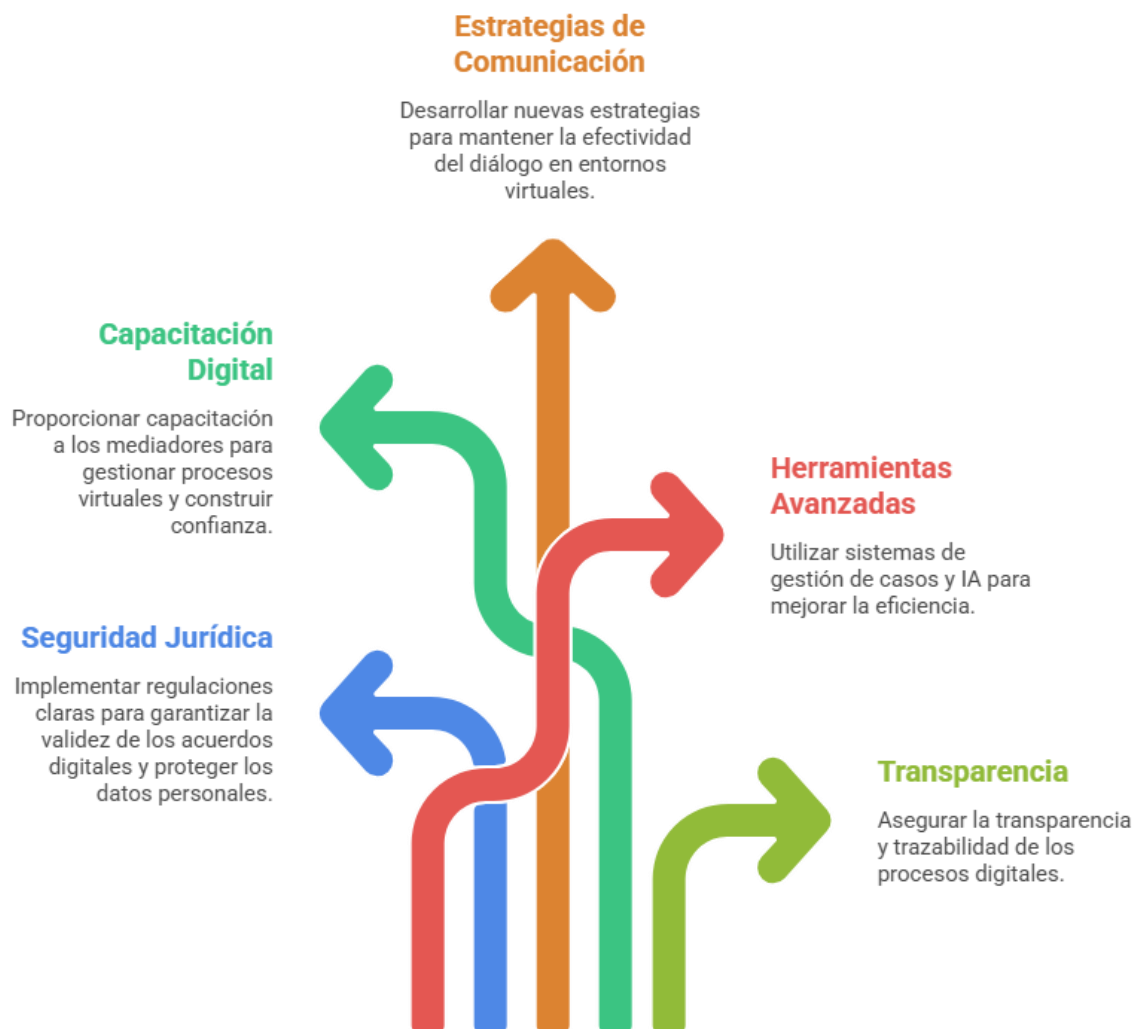 Estrategias de
Comunicación
Desarrollar nuevas estrategias
para mantener la efectividad
del diálogo en entornos
virtuales.
Capacitación
Digital
Proporcionar capacitación
a los mediadores para
gestionar procesos
virtuales y construir
confianza.
Herramientas
Avanzadas
Utilizar sistemas de
gestión de casos y IA para
mejorar la eficiencia.
Seguridad Jurídica
Implementar regulaciones
claras para garantizar la
validez de los acuerdos
digitales y proteger los
datos personales.
Transparencia
Asegurar la transparencia
y trazabilidad de los
procesos digitales.